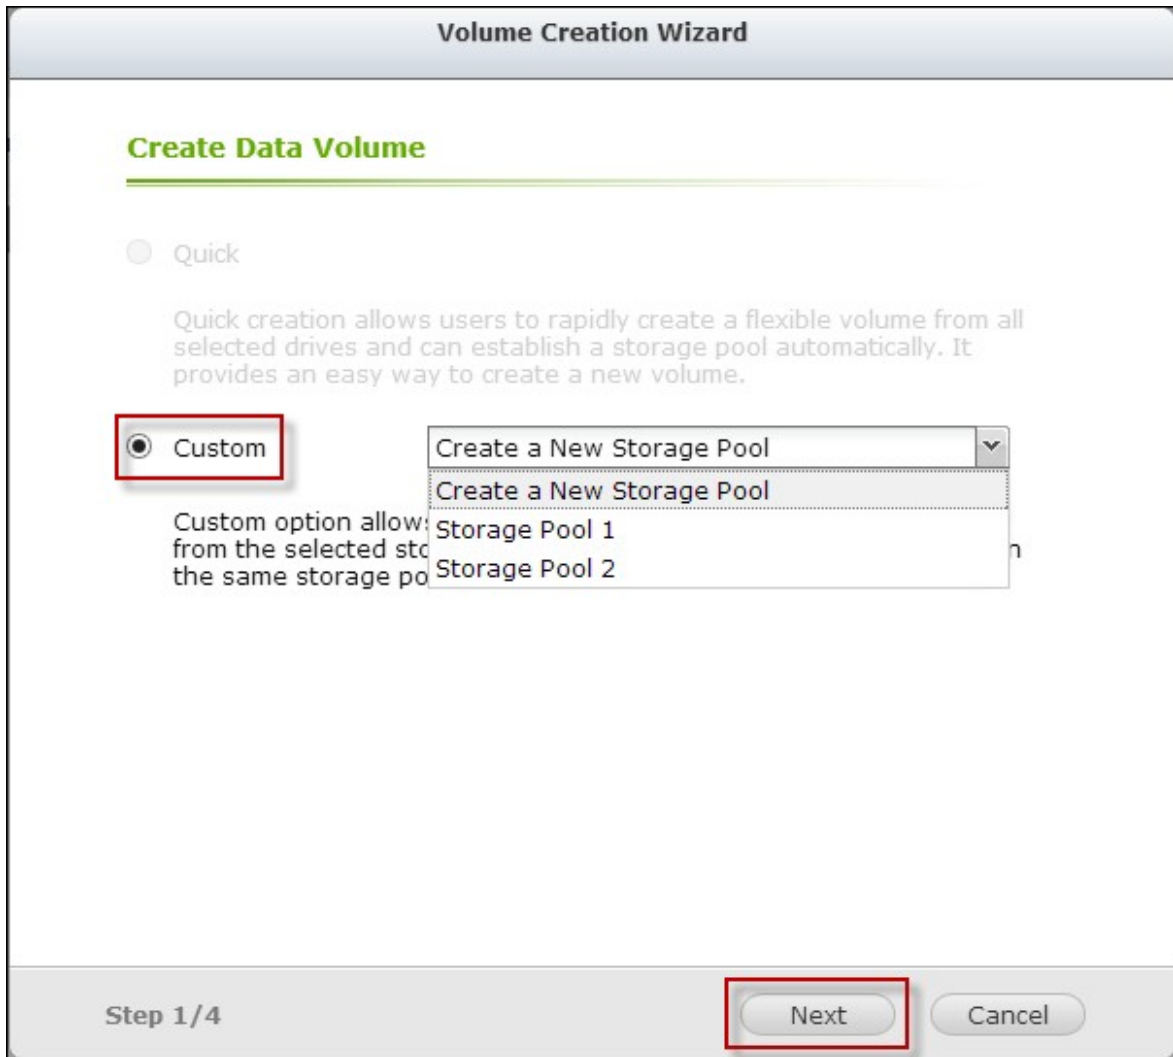 Volume Creation Wizard
Create Data Volume
Quick
Quick creation allows users to rapidly create a flexible volume from all
selected drives and can establish a storage pool automatically. It
provides an easy way to create a new volume.
Custom
Create a New Storage Pool
Create a New Storage Pool
Storage Pool 1
Storage Pool 2
Custom option allow
from the selected
the same storage
Step 1/4
Next
Cancel